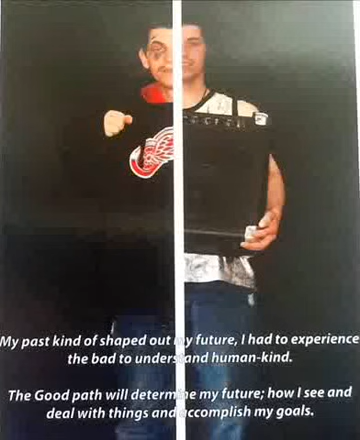 My past kind of shaped out my future, I had to experience
the bad to understand human-kind.
The Good path will determine my future; how I see and
deal with things and accomplish my goals.